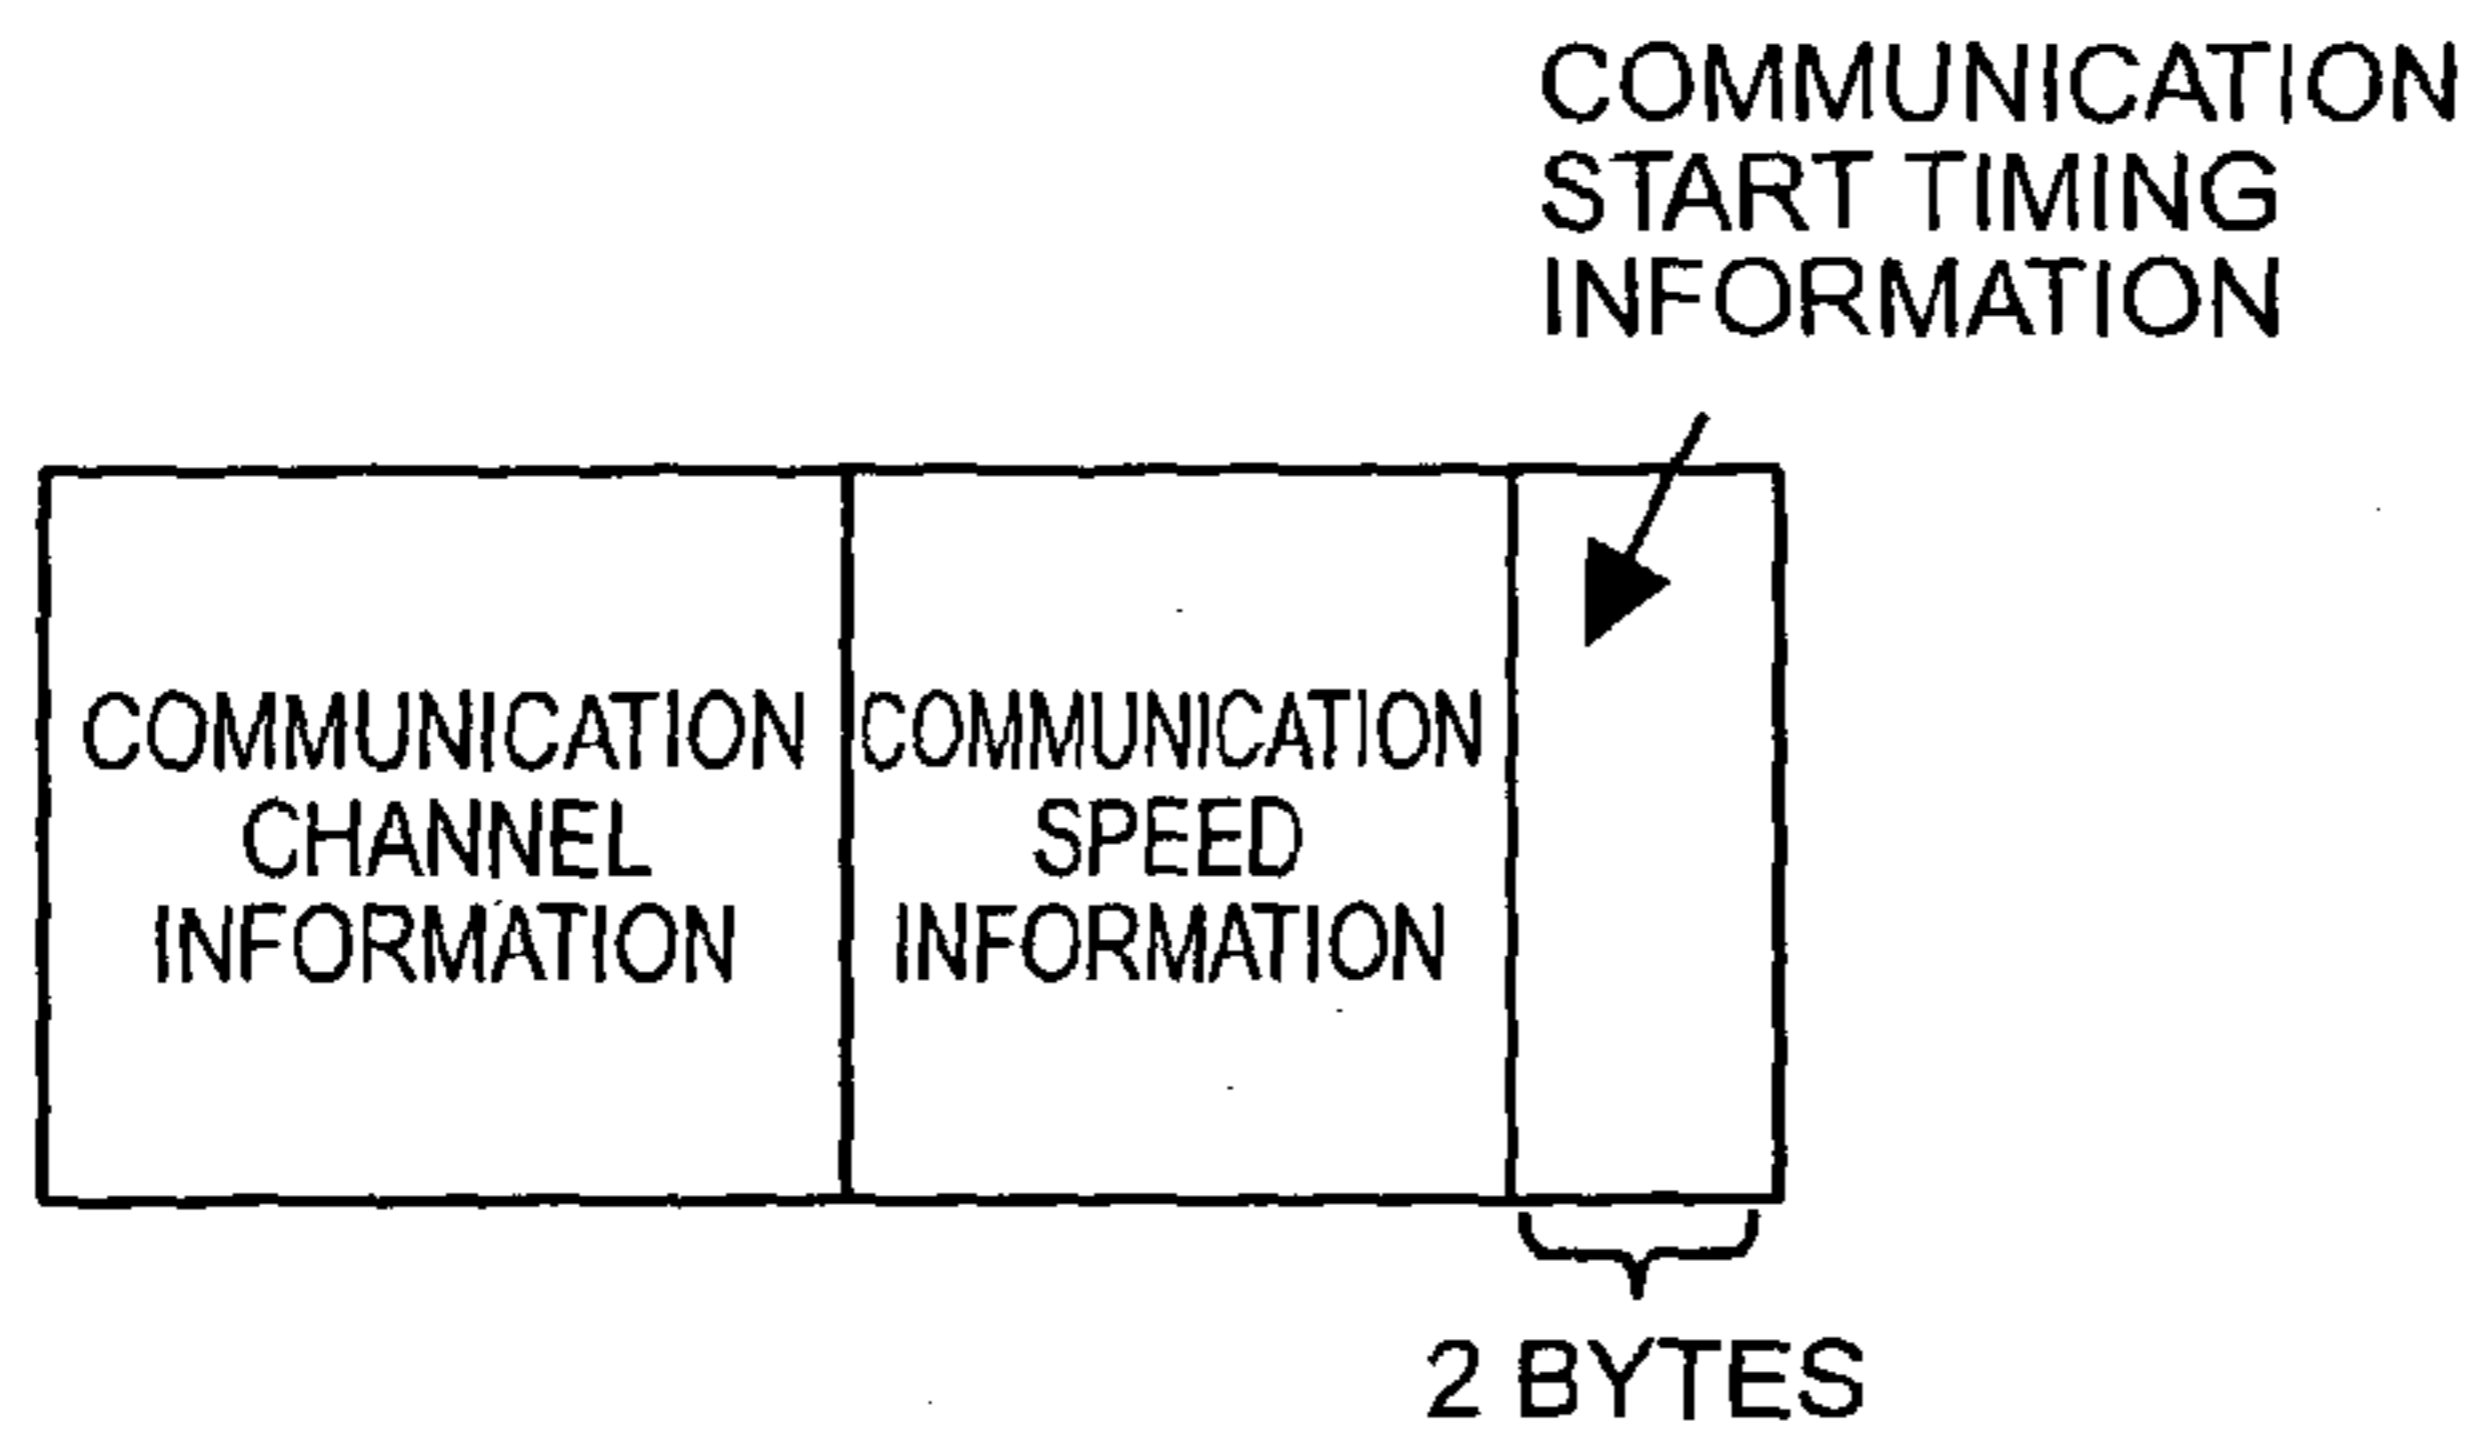 COMMUNICATION
START TIMING
INFORMATION
COMMUNICATION
CHANNEL
INFORMATION
COMMUNICATION
SPEED
INFORMATION
2 BYTES